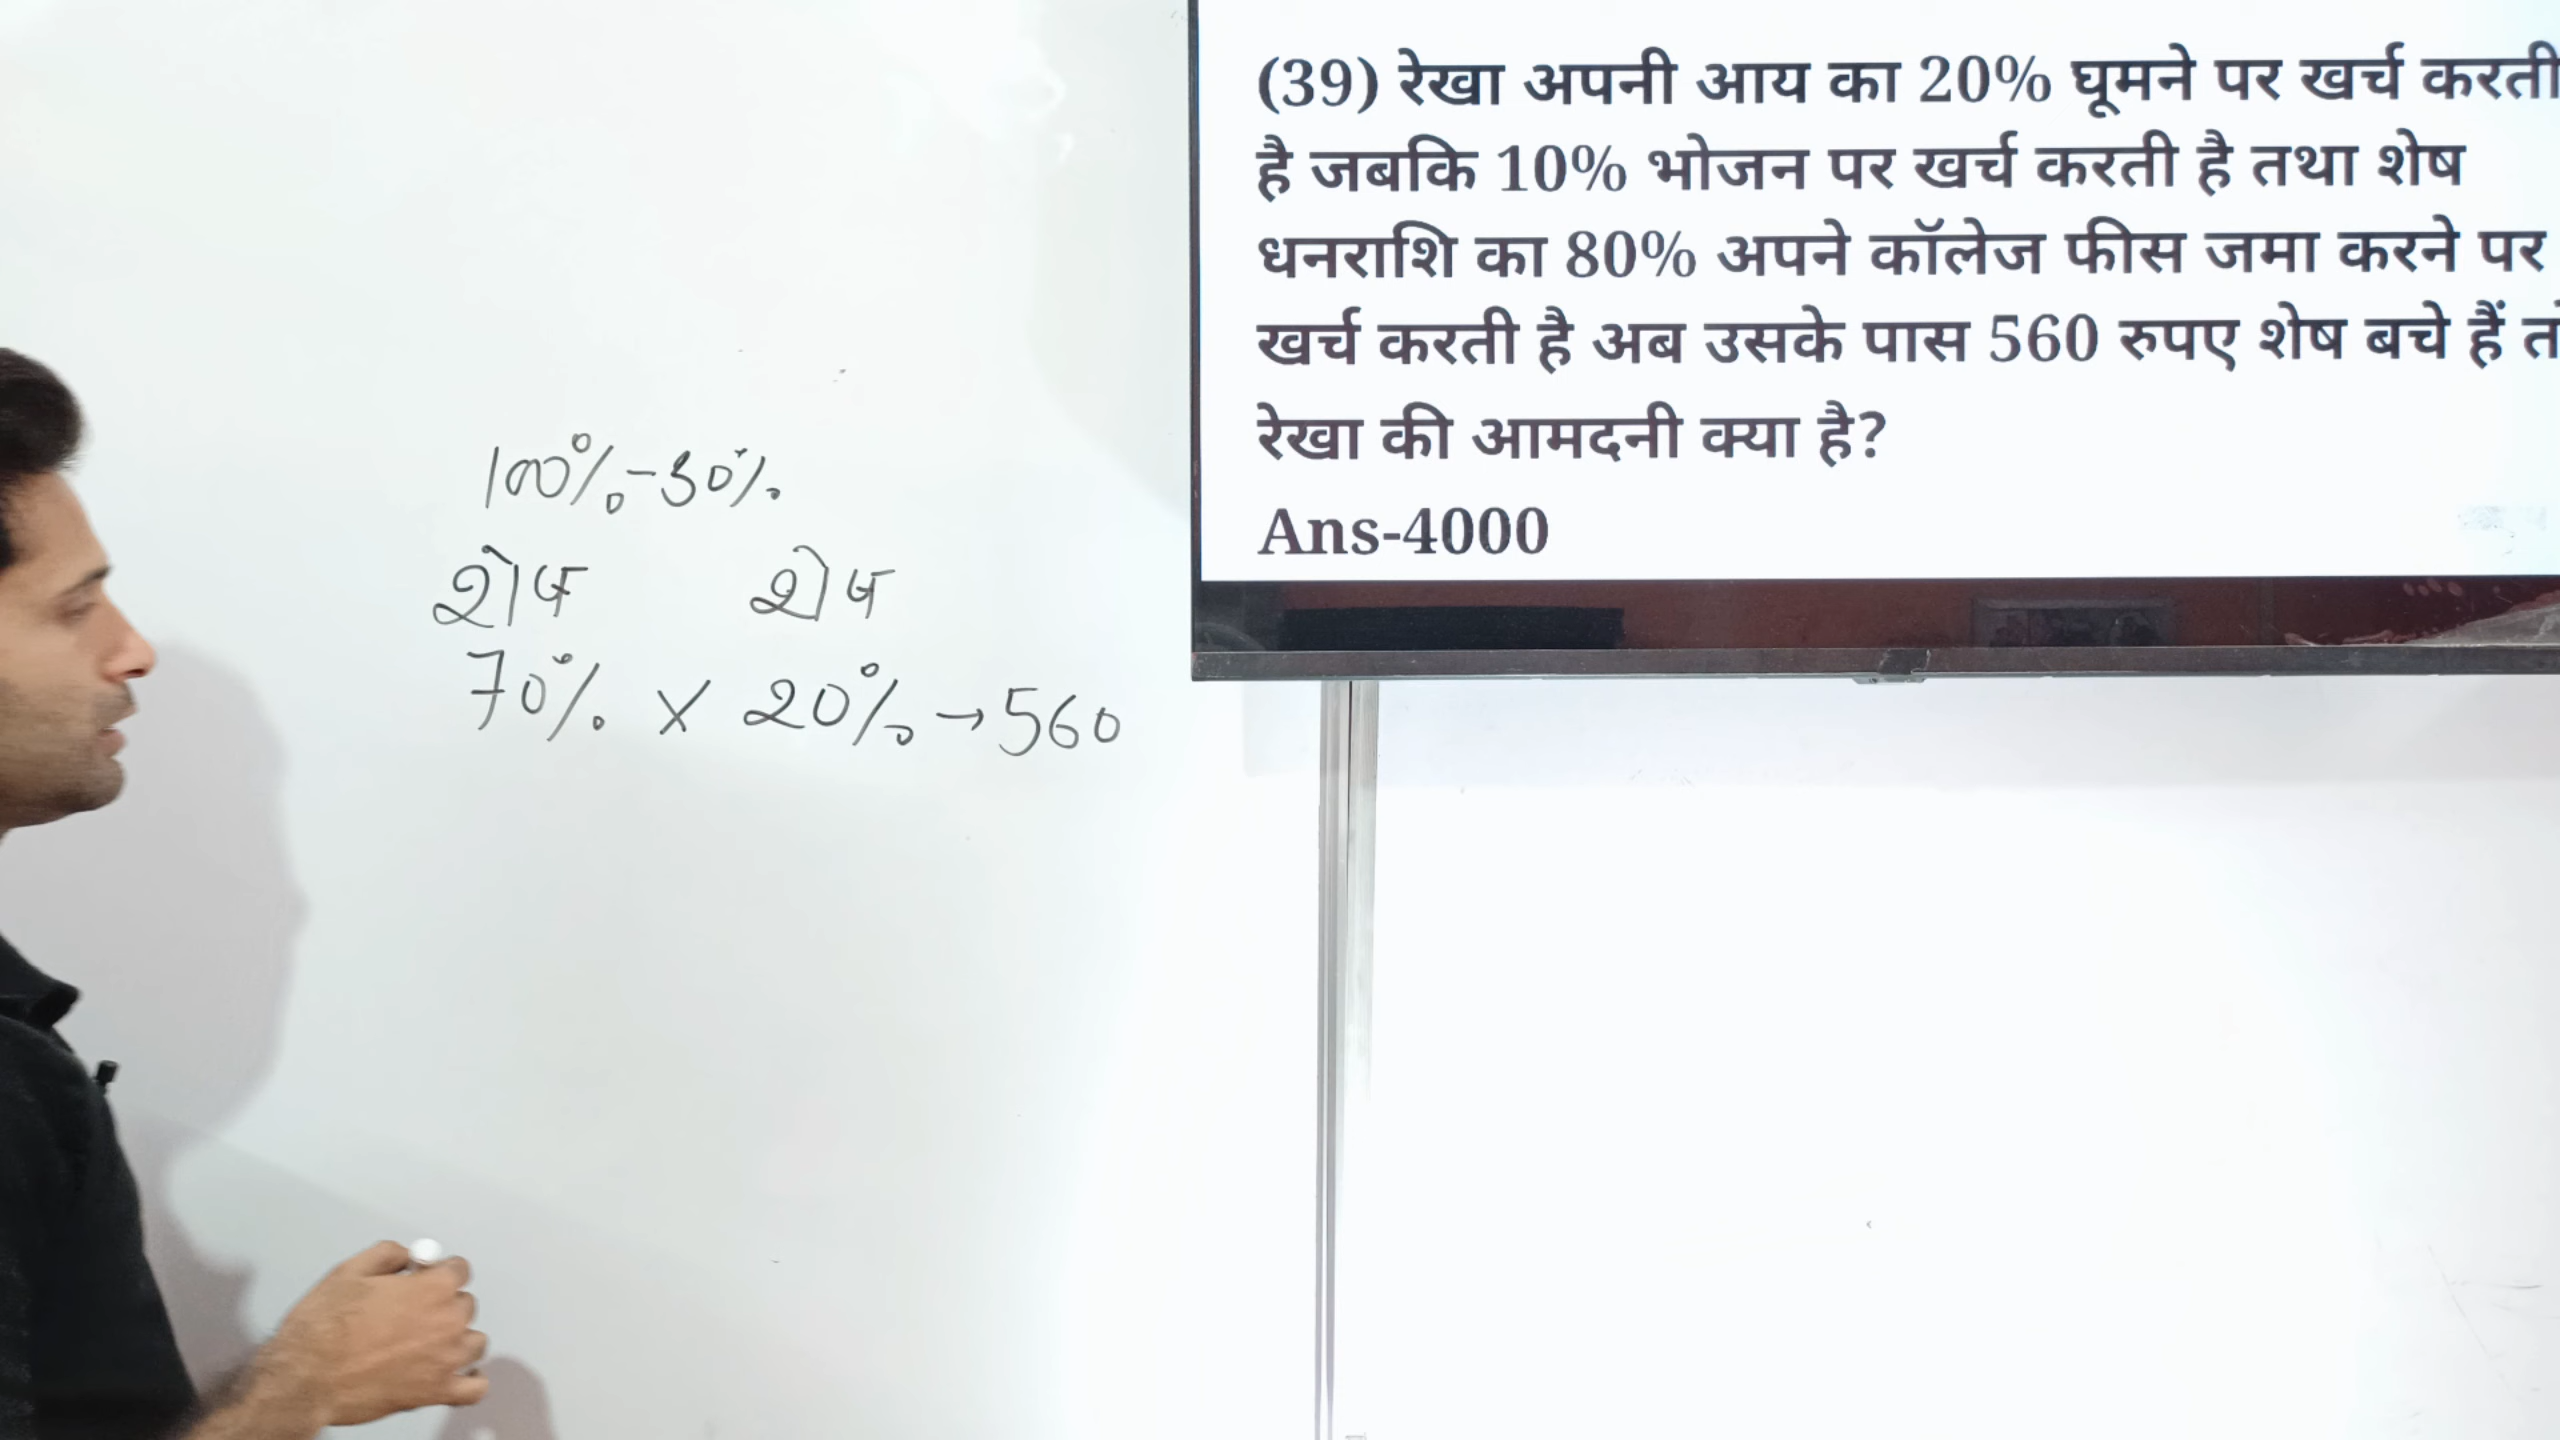 (39) रेखा अपनी आय का 20% घूमने पर खर्च करती
है जबकि 10% भोजन पर खर्च करती है तथा शेष
धनराशि का 80% अपने कॉलेज फीस जमा करने पर
खर्च करती है अब उसके पास 560 रुपए शेष बचे हैं
रेखा की आमदनी क्या है?
Ans-4000
100%-30%
शेष शेष
70% × 20% → 560